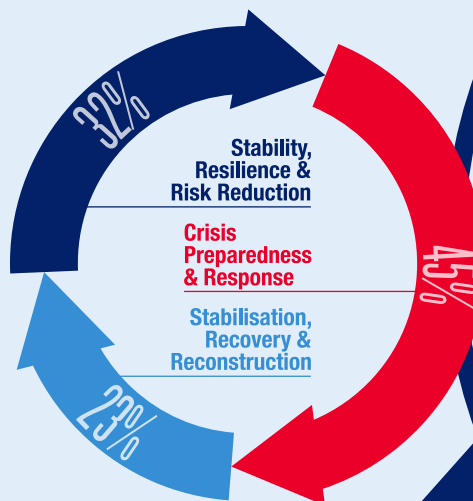 32%
Stability,
Resilience &
Risk Reduction
Crisis
Preparedness
& Response
45%
Stabilisation,
Recovery &
Reconstruction
23%